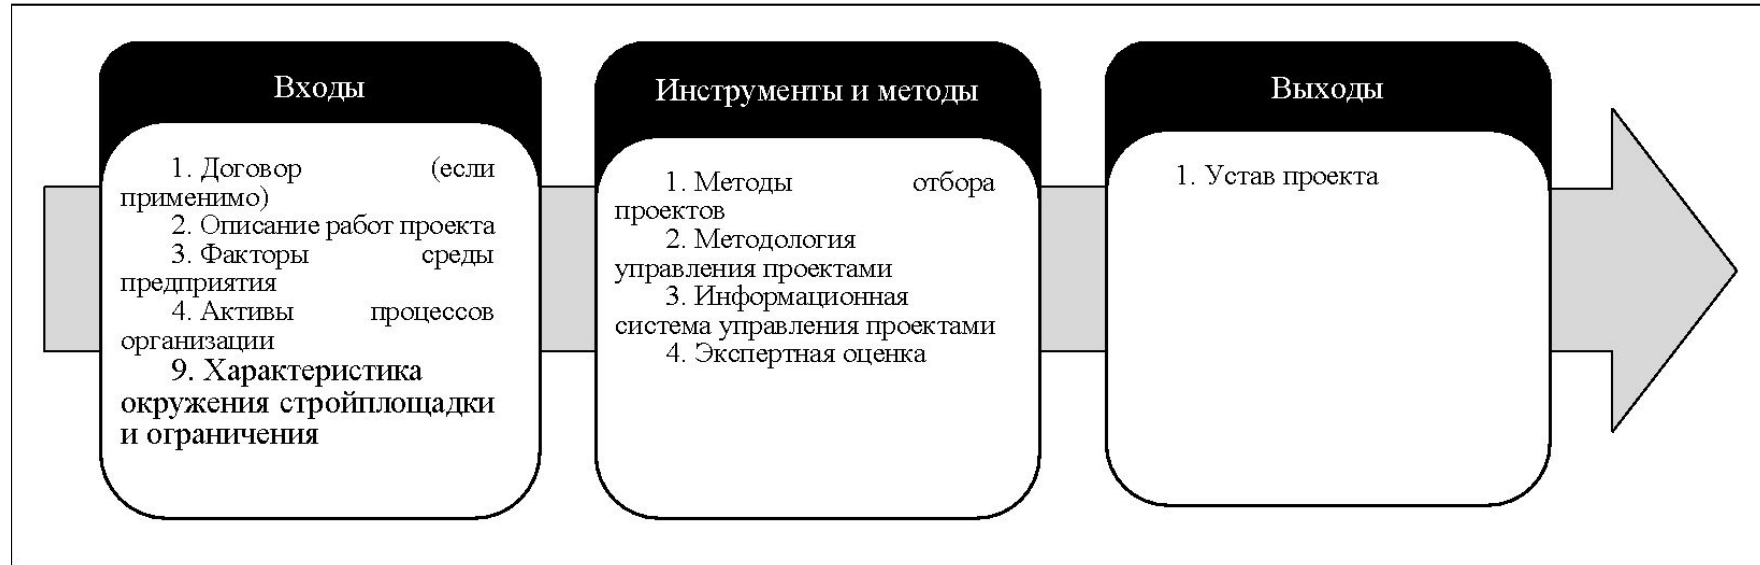 Входы
1. Договор (если
применимо)
2. Описание работ проекта
3. Факторы среды
предприятия
4. Активы процессов
организации
9. Характеристика
окружения стройплощадки
и ограничения
Инструменты и методы
1. Методы отбора
проектов
2. Методология
управления проектами
3. Информационная
система управления проектами
4. Экспертная оценка
Выходы
1. Устав проекта